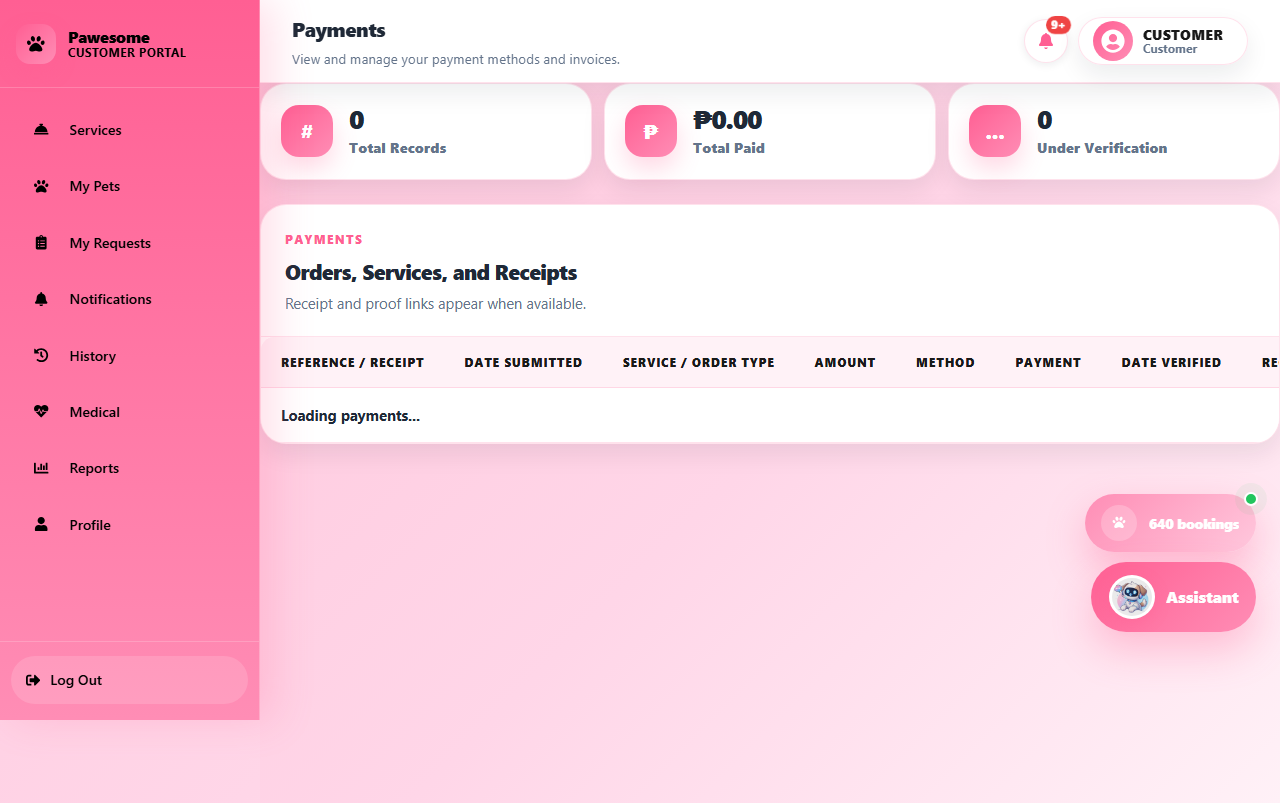 Pawesome
CUSTOMER PORTAL
Services
My Pets
My Requests
Notifications
History
Medical
Reports
Profile
Log Out
Payments
View and manage your payment methods and invoices.
9+
CUSTOMER
Customer
#
0
Total Records
₱
₱0.00
Total Paid
...
0
Under Verification
PAYMENTS
Orders, Services, and Receipts
Receipt and proof links appear when available.
REFERENCE / RECEIPT DATE SUBMITTED SERVICE / ORDER TYPE AMOUNT METHOD PAYMENT DATE VERIFIED RE
Loading payments...
640 bookings
Assistant